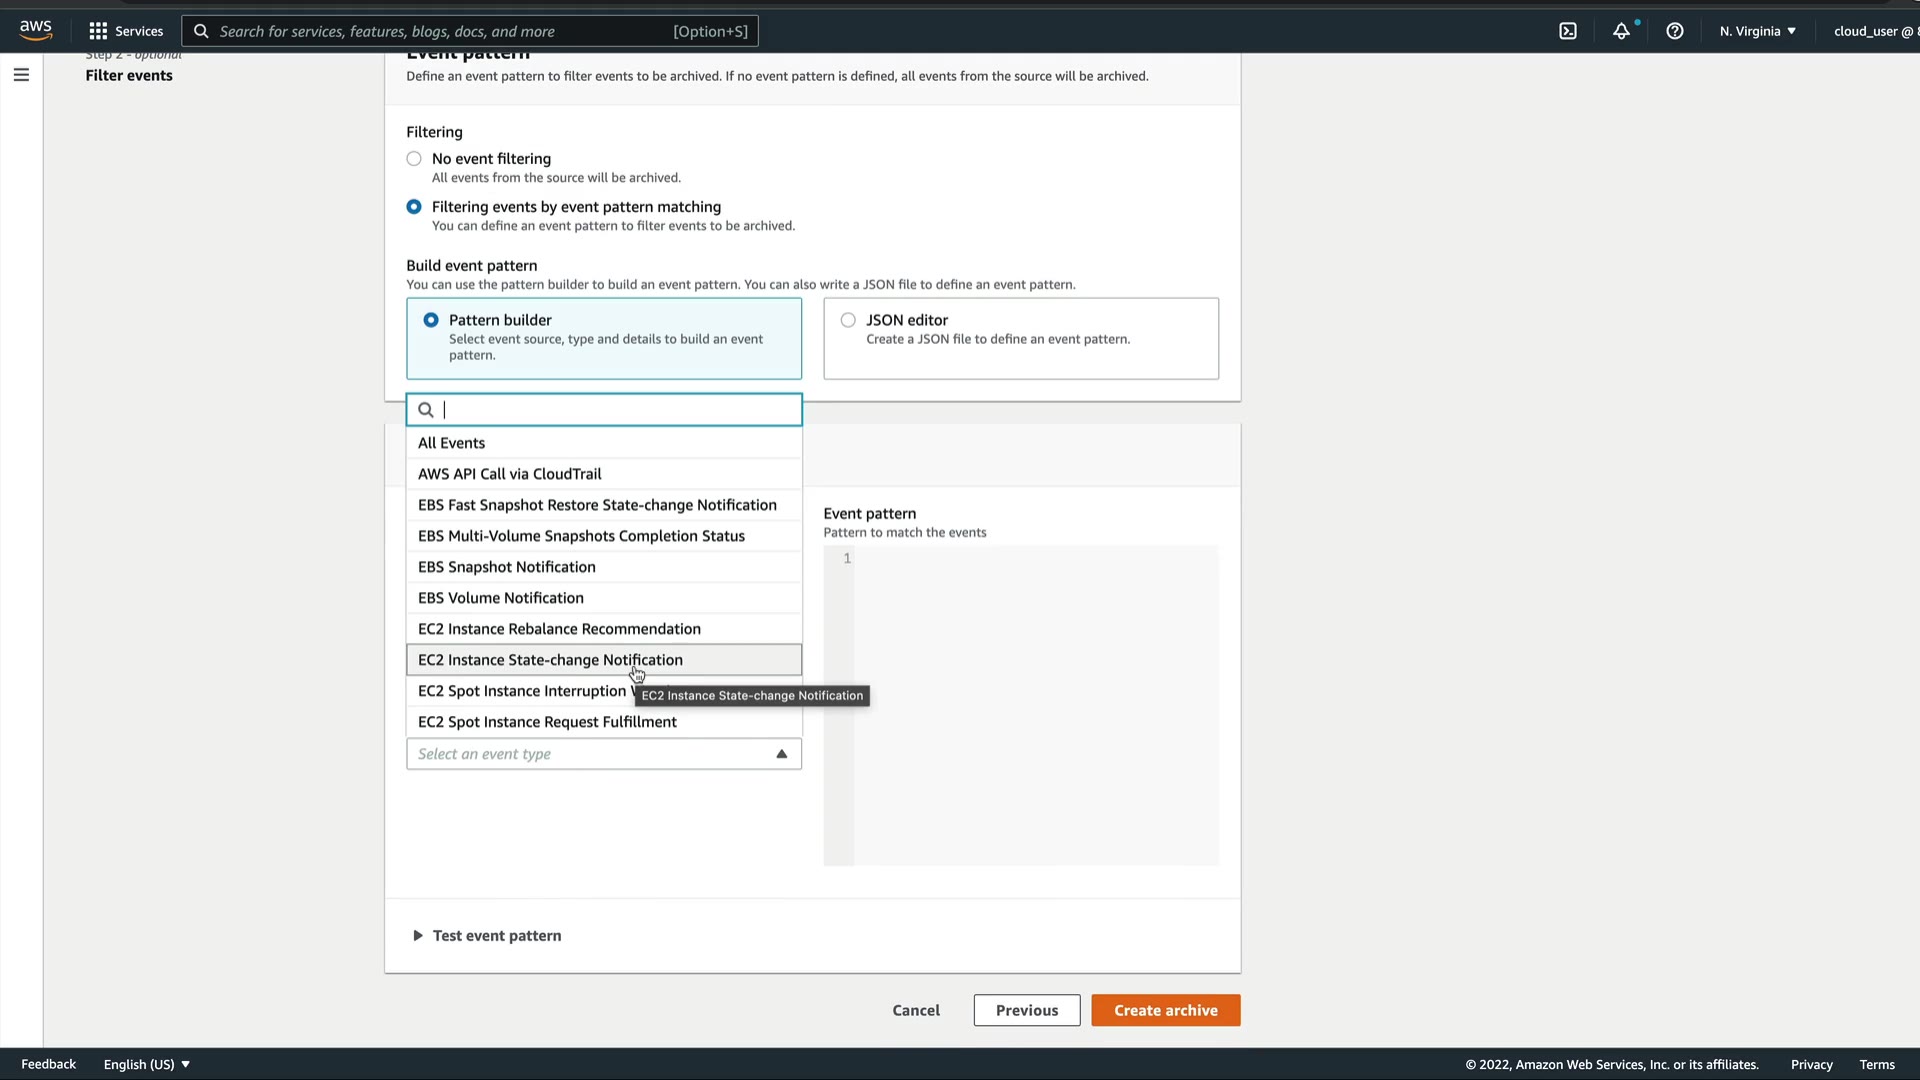 aws
Services
Search for services, features, blogs, docs, and more
[Option+S]
N. Virginia
cloud_user @
Step 2 - optional
Filter events
Event pattern
Define an event pattern to filter events to be archived. If no event pattern is defined, all events from the source will be archived.
Filtering
No event filtering
All events from the source will be archived.
Filtering events by event pattern matching
You can define an event pattern to filter events to be archived.
Build event pattern
You can use the pattern builder to build an event pattern. You can also write a JSON file to define an event pattern.
Pattern builder
Select event source, type and details to build an event
pattern.
JSON editor
Create a JSON file to define an event pattern.
All Events
AWS API Call via CloudTrail
EBS Fast Snapshot Restore State-change Notification
EBS Multi-Volume Snapshots Completion Status
EBS Snapshot Notification
EBS Volume Notification
EC2 Instance Rebalance Recommendation
EC2 Instance State-change Notification
EC2 Spot Instance Interruption
EC2 Instance State-change Notification
EC2 Spot Instance Request Fulfillment
Select an event type
Event pattern
Pattern to match the events
1
Test event pattern
Cancel
Previous
Create archive
Feedback
English (US)
© 2022, Amazon Web Services, Inc. or its affiliates.
Privacy
Terms